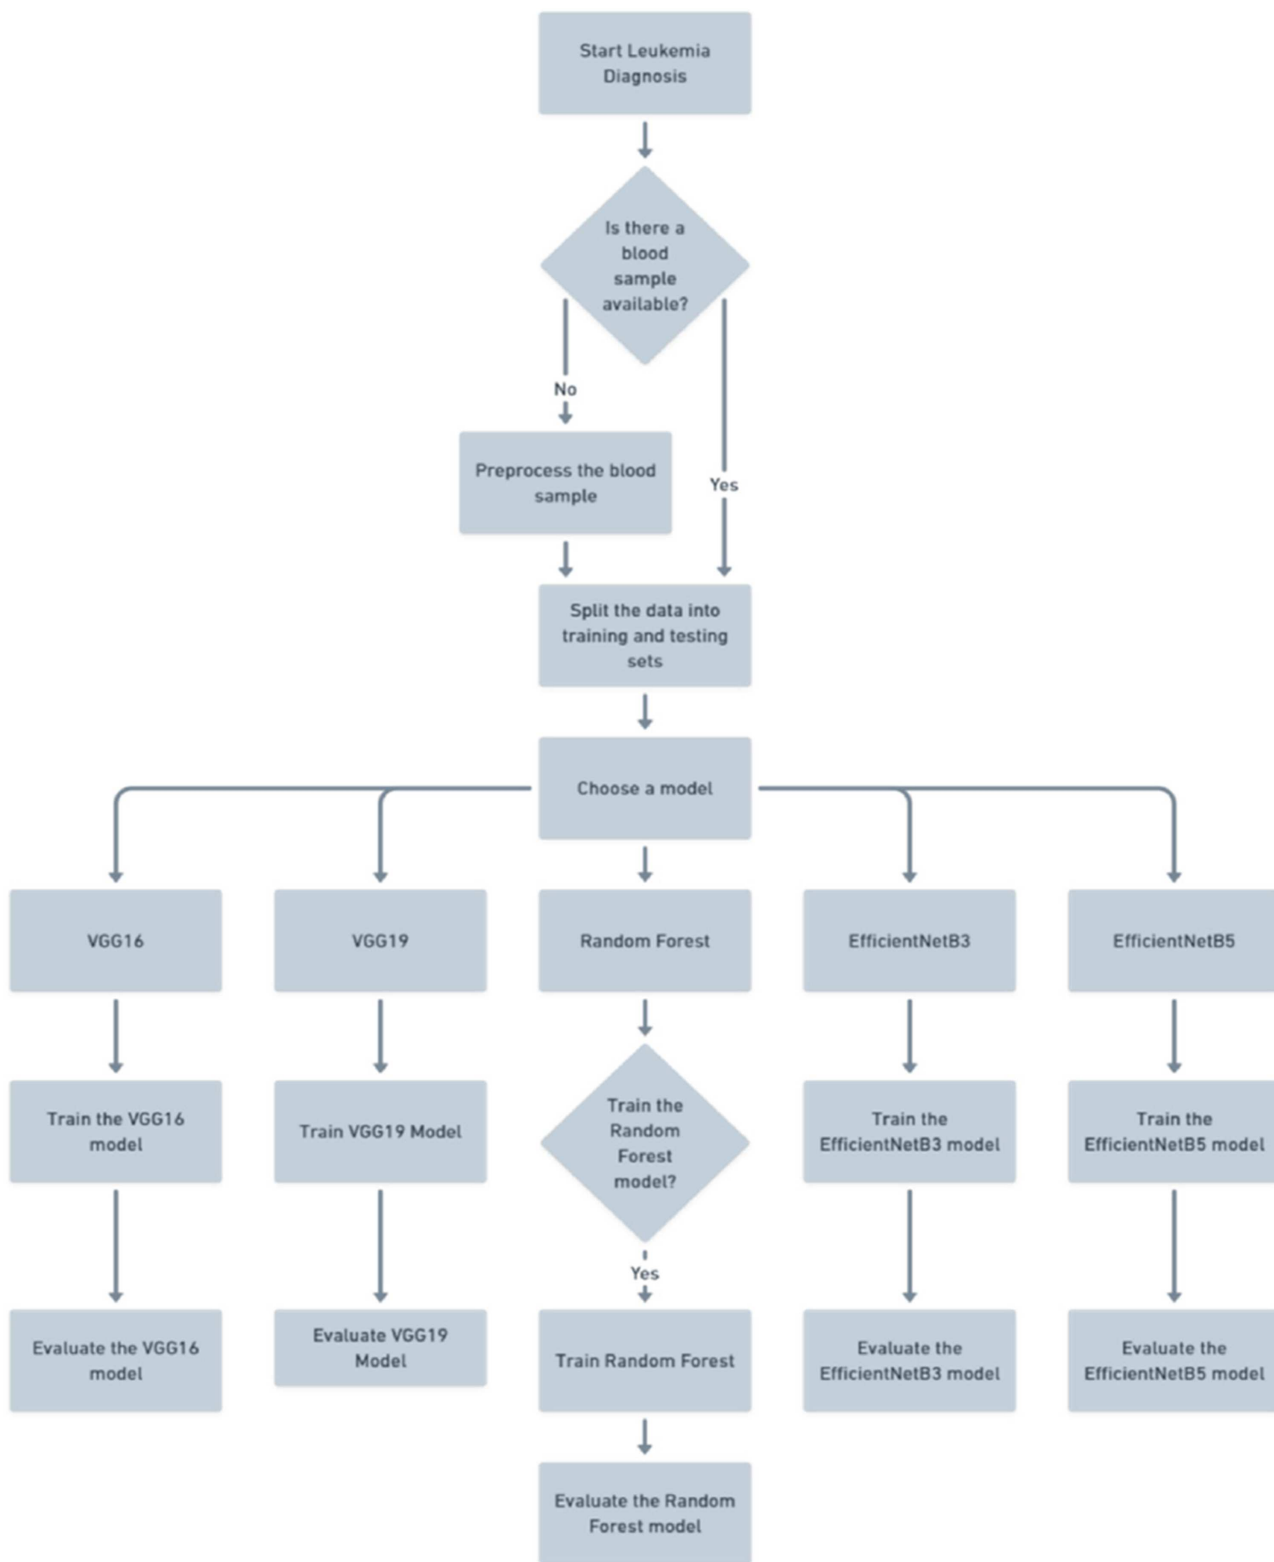 Start Leukemia
Diagnosis
Is there a
blood
sample
available?
No
Preprocess the blood
sample
Yes
Split the data into
training and testing
sets
Choose a model
VGG16
VGG19
Random Forest
EfficientNetB3
EfficientNetB5
Train the VGG16
model
Train VGG19 Model
Train the
Random
Forest
model?
Train the
EfficientNetB3 model
Train the
EfficientNetB5 model
Yes
Evaluate the VGG16
model
Evaluate VGG19
Model
Train Random Forest
Evaluate the
EfficientNetB3 model
Evaluate the
EfficientNetB5 model
Evaluate the Random
Forest model